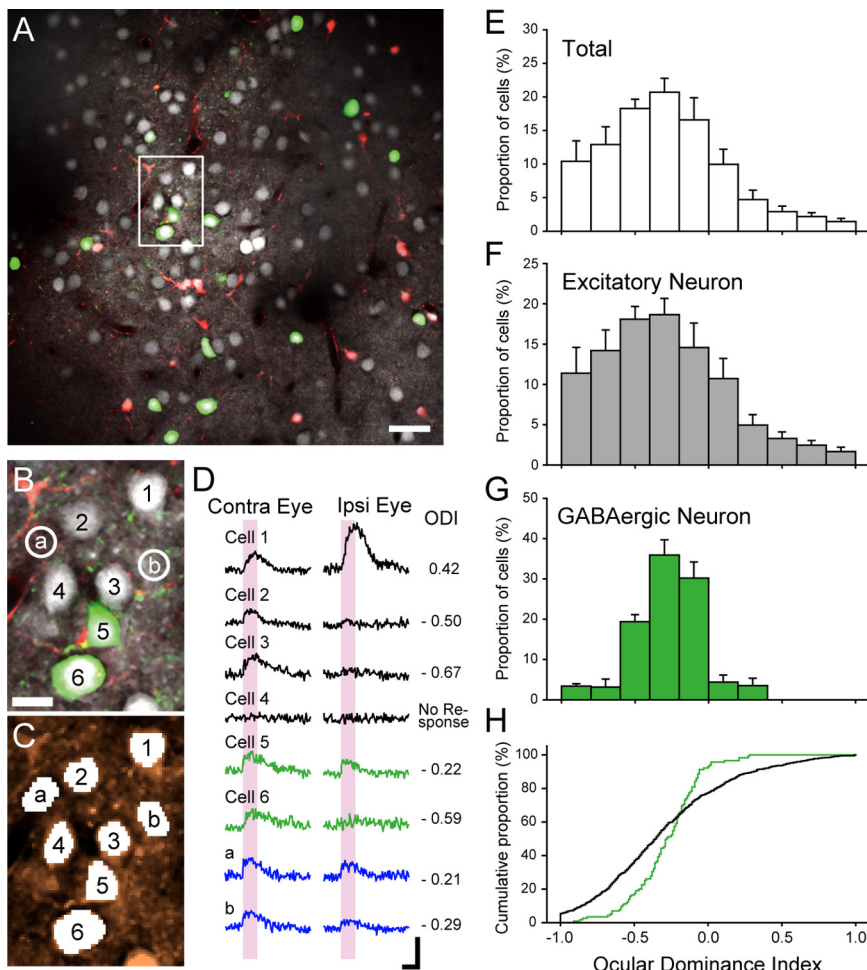 A
B
1
2
a
b
4
3
5
6
C
1
2
a
b
4
3
5
6
D
Contra Eye Ipsi Eye ODI
Cell 1
0.42
Cell 2
- 0.50
Cell 3
- 0.67
Cell 4
No Re-
sponse
Cell 5
- 0.22
Cell 6
- 0.59
a
- 0.21
b
- 0.29
E
Total
Proportion of cells (%)
30
25
20
15
10
5
0
F
Excitatory Neuron
Proportion of cells (%)
25
20
15
10
5
0
G
GABAergic Neuron
Proportion of cells (%)
50
40
30
20
10
0
H
Cumulative proportion (%)
100
80
60
40
20
0
-1.0 -0.5 0.0 0.5 1.0
Ocular Dominance Index